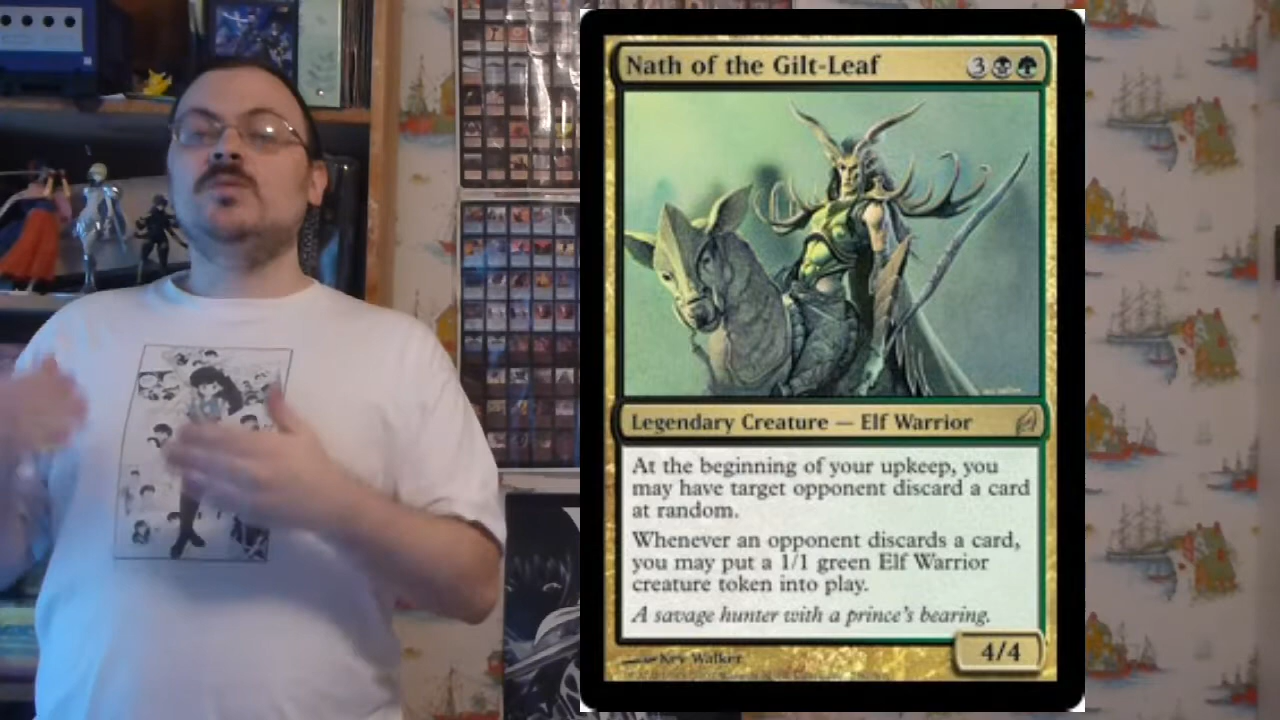 Nath of the Gilt-Leaf 3
Legendary Creature — Elf Warrior
At the beginning of your upkeep, you
may have target opponent discard a card
at random.
Whenever an opponent discards a card,
you may put a 1/1 green Elf Warrior
creature token into play.
A savage hunter with a prince's bearing.
4/4
Kev Walker